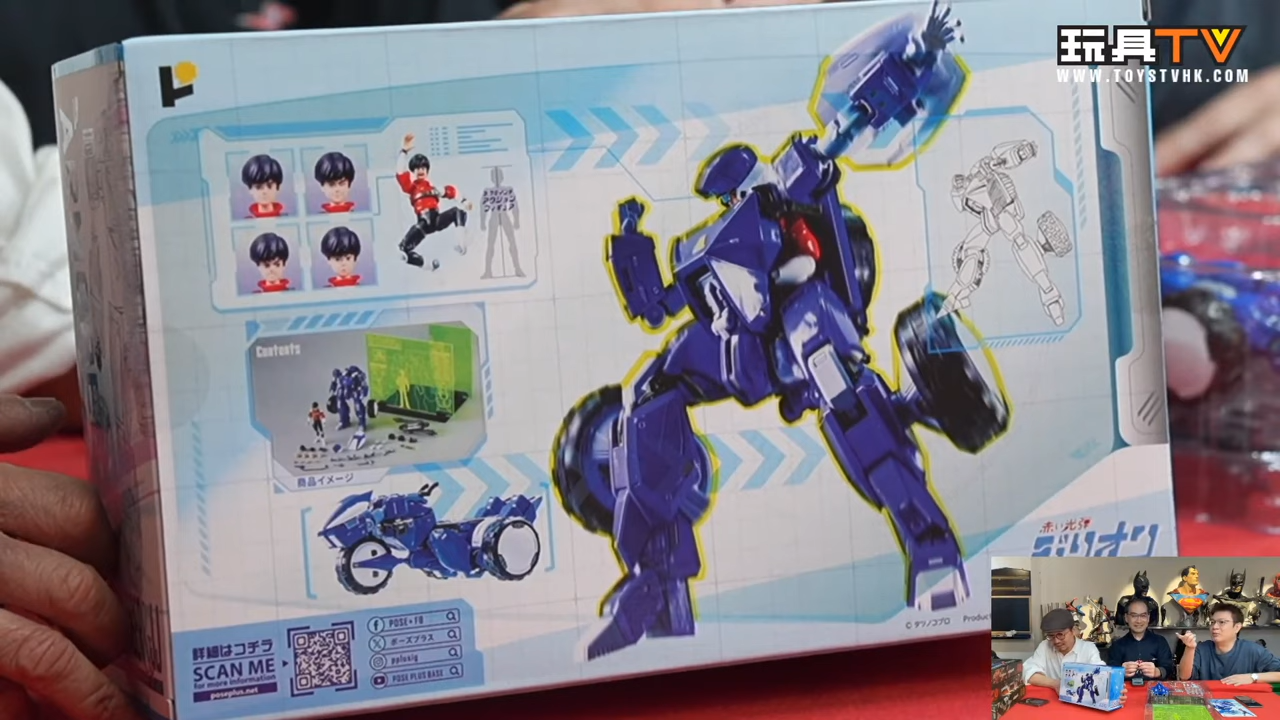 玩具TV
WWW.TOYSTVHK.COM
Contents
商品イメージ
赤い光弾
ジリオン
© タツノコプロ
詳細はコチラ
SCAN ME
for more information
poseplus.net
POSE+FB
ポーズプラス
pplusig
POSE PLUS BASE